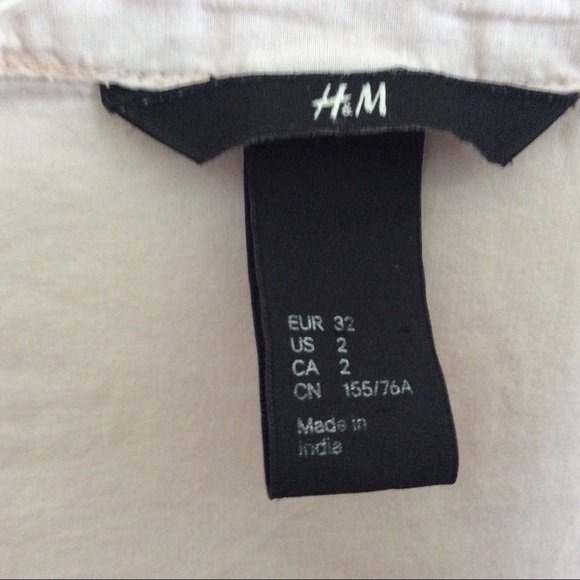 H&M
EUR 32
US 2
CA 2
CN 155/76A
Made in
India